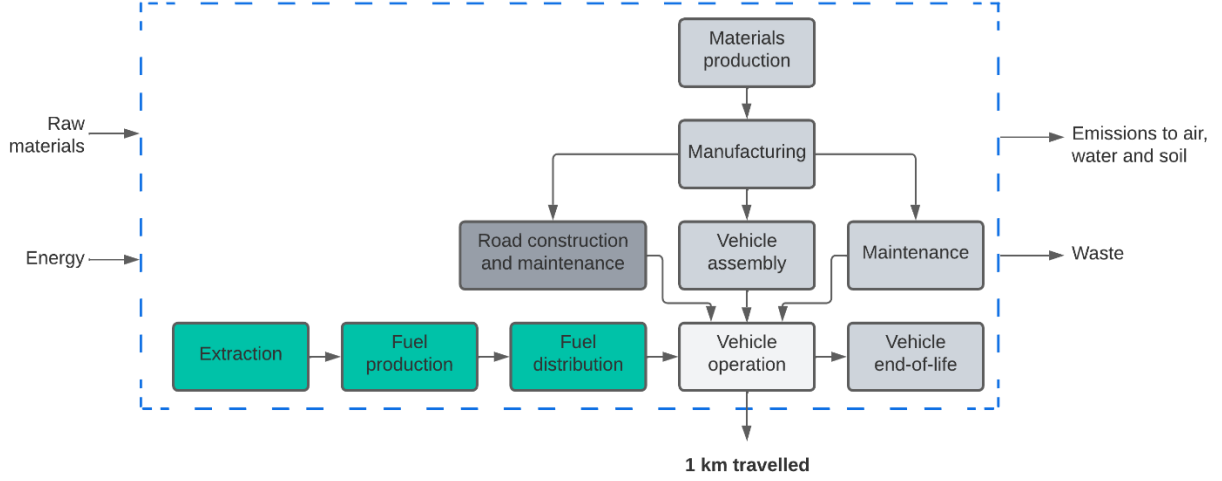 Materials
production
Raw
materials
Manufacturing
Emissions to air,
water and soil
Road construction
and maintenance
Vehicle
assembly
Maintenance
Energy
Waste
Extraction
Fuel
production
Fuel
distribution
Vehicle
operation
Vehicle
end-of-life
1 km travelled